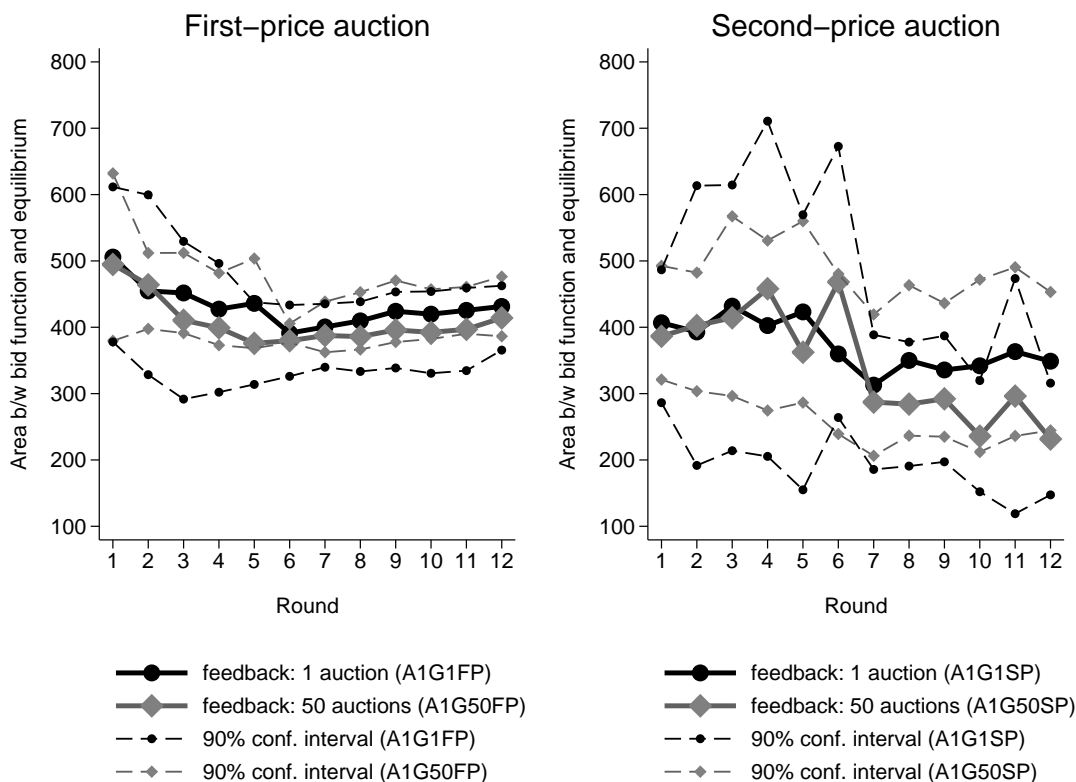 First−price auction
Area b/w bid function and equilibrium
800
700
600
500
400
300
200
100
1 2 3 4 5 6 7 8 9 10 11 12
Round
feedback: 1 auction (A1G1FP)
feedback: 50 auctions (A1G50FP)
90% conf. interval (A1G1FP)
90% conf. interval (A1G50FP)
Second−price auction
Area b/w bid function and equilibrium
800
700
600
500
400
300
200
100
1 2 3 4 5 6 7 8 9 10 11 12
Round
feedback: 1 auction (A1G1SP)
feedback: 50 auctions (A1G50SP)
90% conf. interval (A1G1SP)
90% conf. interval (A1G50SP)